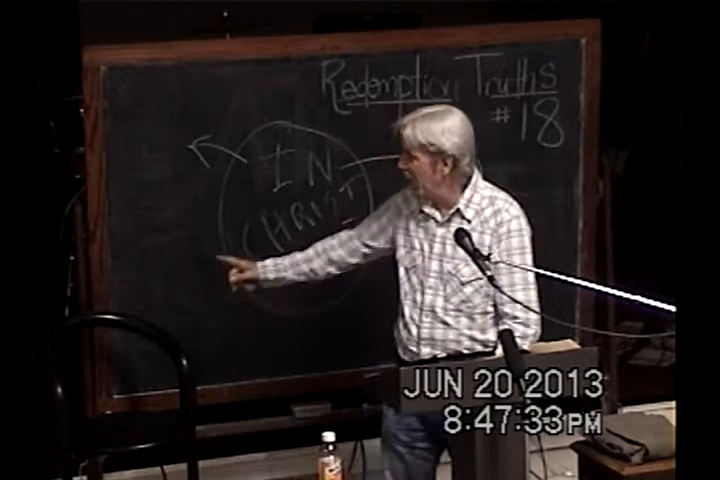 Redemption Truths
#18
IN
CHRIST
JUN 20 2013
8:47:33PM